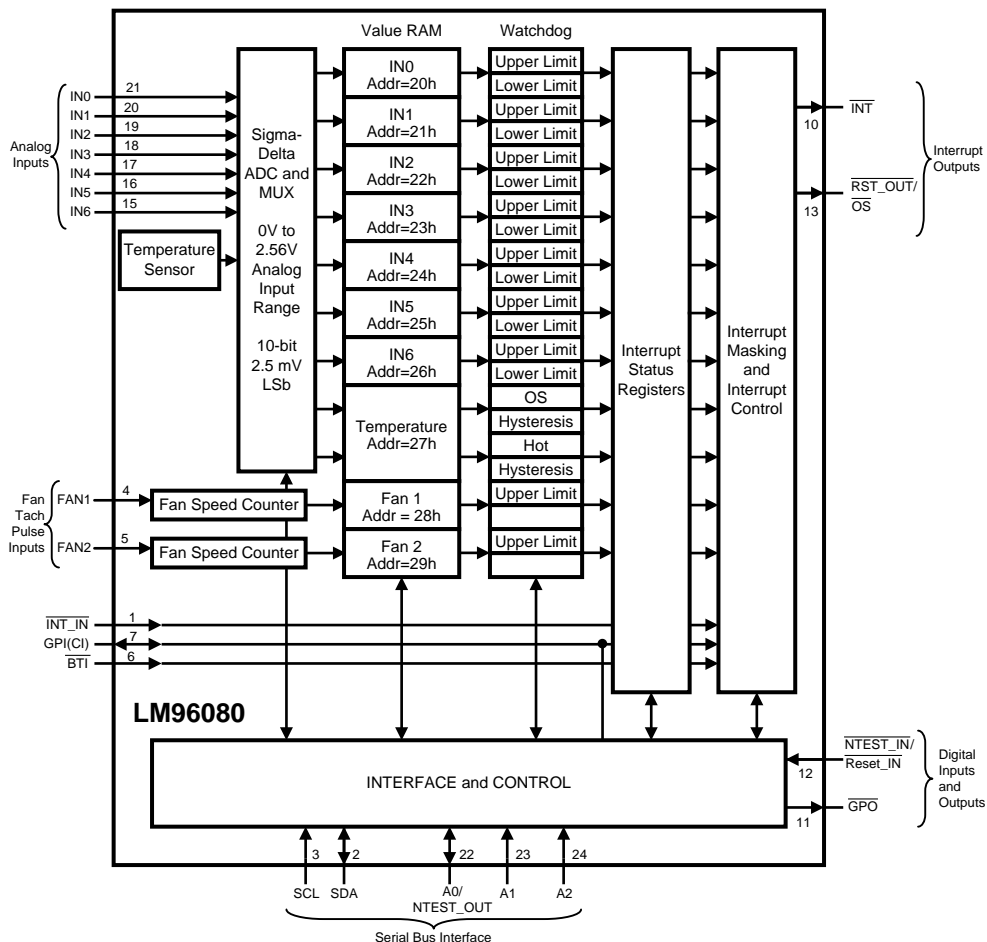 Value RAM
Watchdog
Analog
Inputs
IN0
IN1
IN2
IN3
IN4
IN5
IN6
21
20
19
18
17
16
15
Temperature
Sensor
Sigma-
Delta
ADC and
MUX
0V to
2.56V
Analog
Input
Range
10-bit
2.5 mV
LSb
IN0
Addr=20h
IN1
Addr=21h
IN2
Addr=22h
IN3
Addr=23h
IN4
Addr=24h
IN5
Addr=25h
IN6
Addr=26h
Temperature
Addr=27h
Fan 1
Addr = 28h
Fan 2
Addr=29h
Upper Limit
Lower Limit
Upper Limit
Lower Limit
Upper Limit
Lower Limit
Upper Limit
Lower Limit
Upper Limit
Lower Limit
Upper Limit
Lower Limit
Upper Limit
Lower Limit
OS
Hysteresis
Hot
Hysteresis
Upper Limit
Upper Limit
Interrupt
Status
Registers
Interrupt
Masking
and
Interrupt
Control
INT
10
RST_OUT/
OS
13
Interrupt
Outputs
Fan
Tach
Pulse
Inputs
FAN1
4
Fan Speed Counter
FAN2
5
Fan Speed Counter
INT_IN
1
GPI(CI)
7
BTI
6
LM96080
INTERFACE and CONTROL
NTEST_IN/
Reset_IN
12
GPO
11
Digital
Inputs
and
Outputs
3
2
22
23
24
SCL
SDA
A0/
NTEST_OUT
A1
A2
Serial Bus Interface